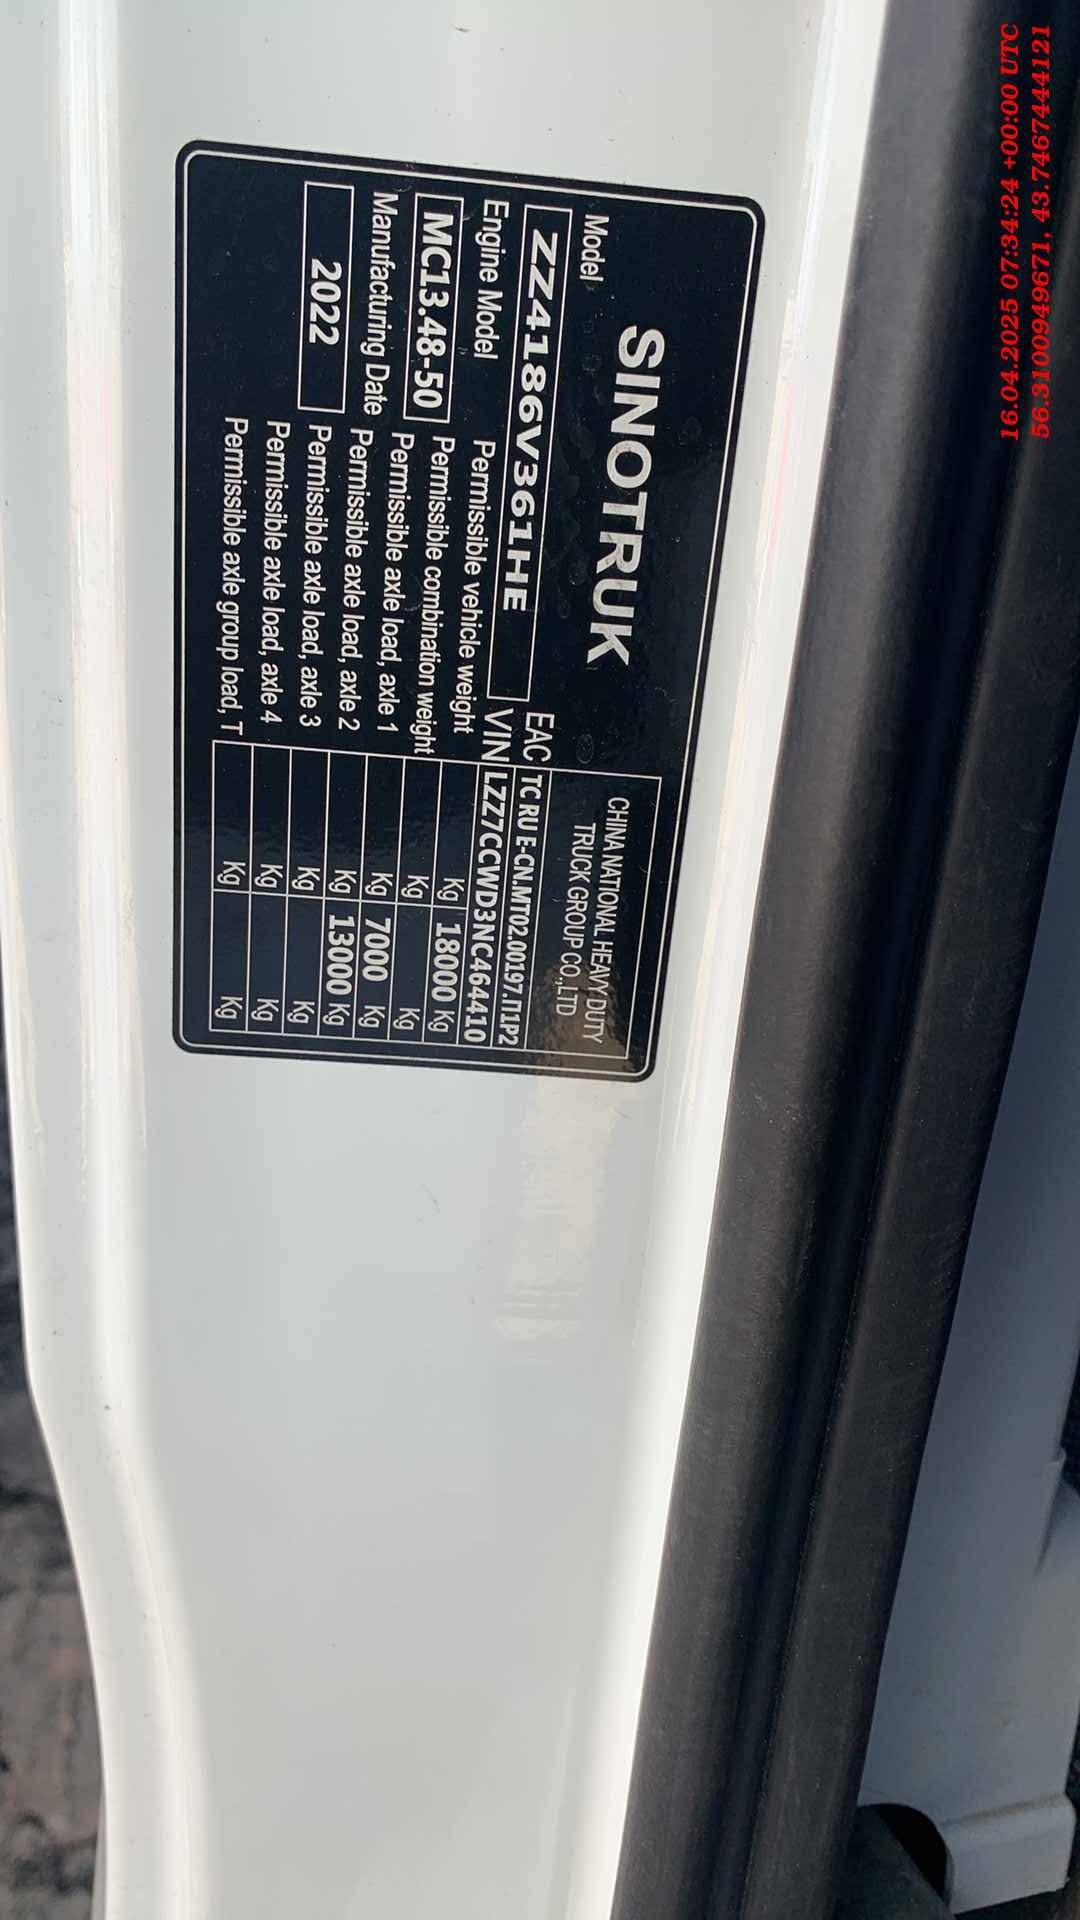 SINOTRUK
CHINA NATIONAL HEAVY DUTY
TRUCK GROUP CO.,LTD
Model
EAC TC RU E-CN.MT02.00197.П1P2
ZZ4186V361HE
VIN LZZ7CCWD3NC464410
Engine Model
Permissible vehicle weight Kg 18000 Kg
MC13.48-50
Permissible combination weight Kg Kg
Manufacturing Date
Permissible axle load, axle 1 Kg 7000 Kg
2022
Permissible axle load, axle 2 Kg 13000 Kg
Permissible axle load, axle 3 Kg Kg
Permissible axle load, axle 4 Kg Kg
Permissible axle group load, T Kg Kg
16.04.2025 07:34:24 +00:00 UTC
56.31009094967​1, 43.74674444121